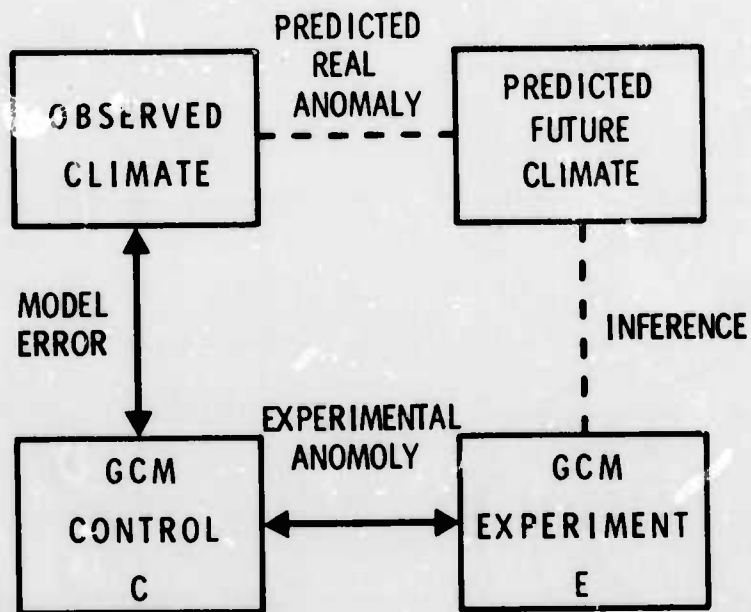 PREDICTED
REAL
ANOMALY
OBSERVED
CLIMATE
PREDICTED
FUTURE
CLIMATE
MODEL
ERROR
INFERENCE
EXPERIMENTAL
ANOMOLY
GCM
CONTROL
C
GCM
EXPERIMENT
E